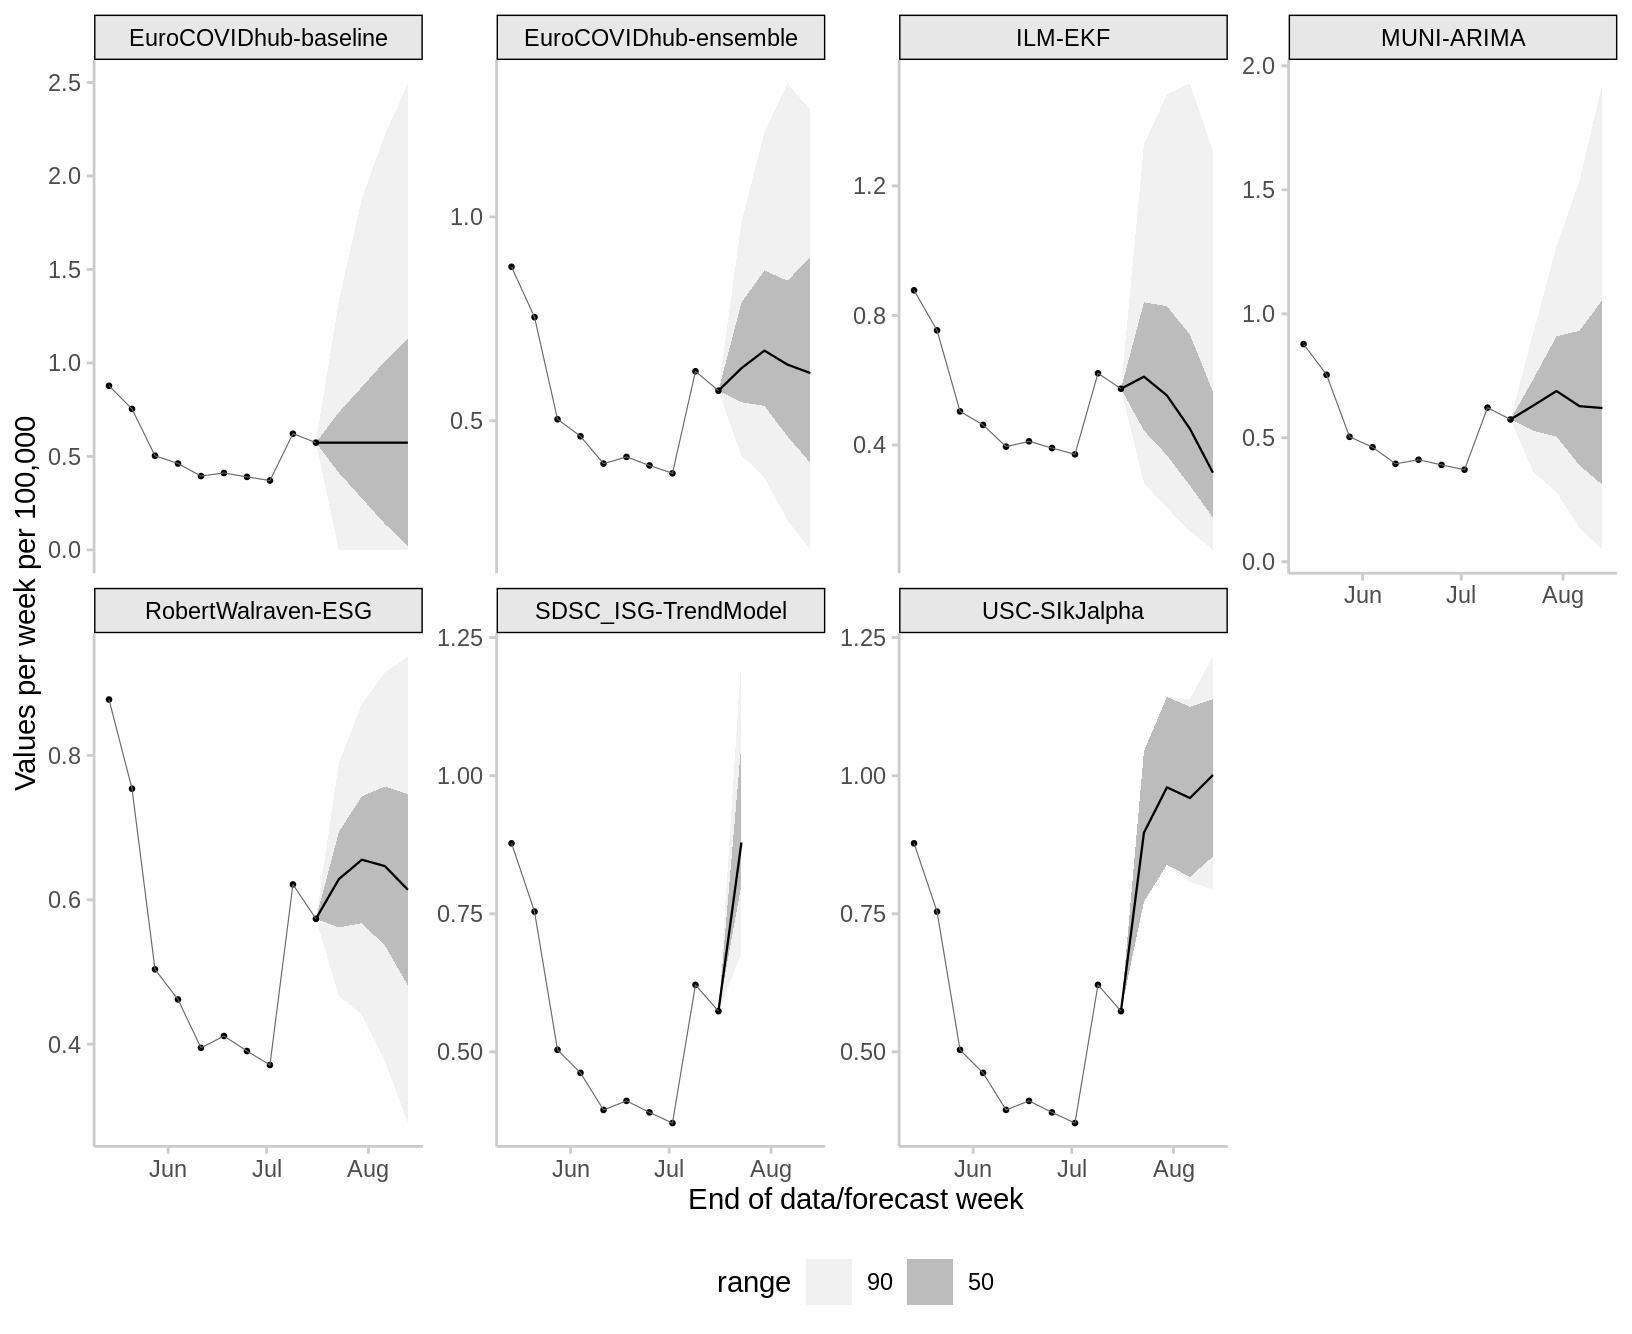 EuroCOVIDhub-baseline
EuroCOVIDhub-ensemble
ILM-EKF
MUNI-ARIMA
2.5
2.0
1.5
1.0
0.5
0.0
1.0
0.5
1.2
0.8
0.4
2.0
1.5
1.0
0.5
0.0
Jun Jul Aug
Values per week per 100,000
RobertWalraven-ESG
SDSC_ISG-TrendModel
USC-SIkJalpha
0.8
0.6
0.4
Jun Jul Aug
1.25
1.00
0.75
0.50
Jun Jul Aug
1.25
1.00
0.75
0.50
Jun Jul Aug
End of data/forecast week
range 90 50